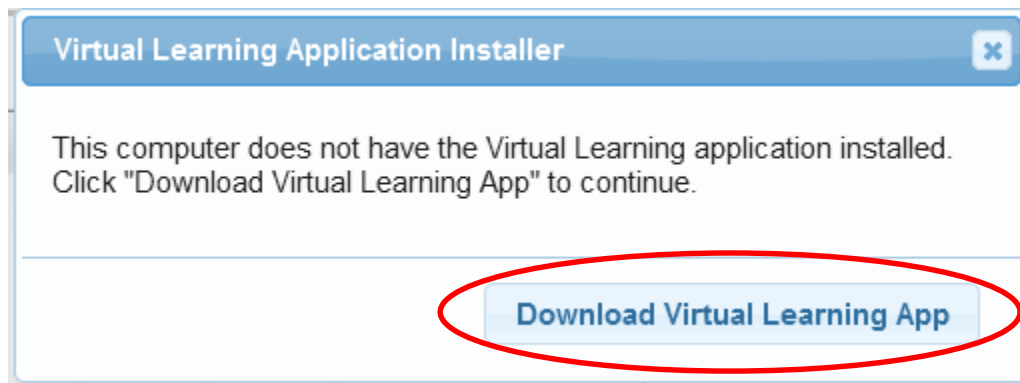 Virtual Learning Application Installer
This computer does not have the Virtual Learning application installed.
Click "Download Virtual Learning App" to continue.
Download Virtual Learning App